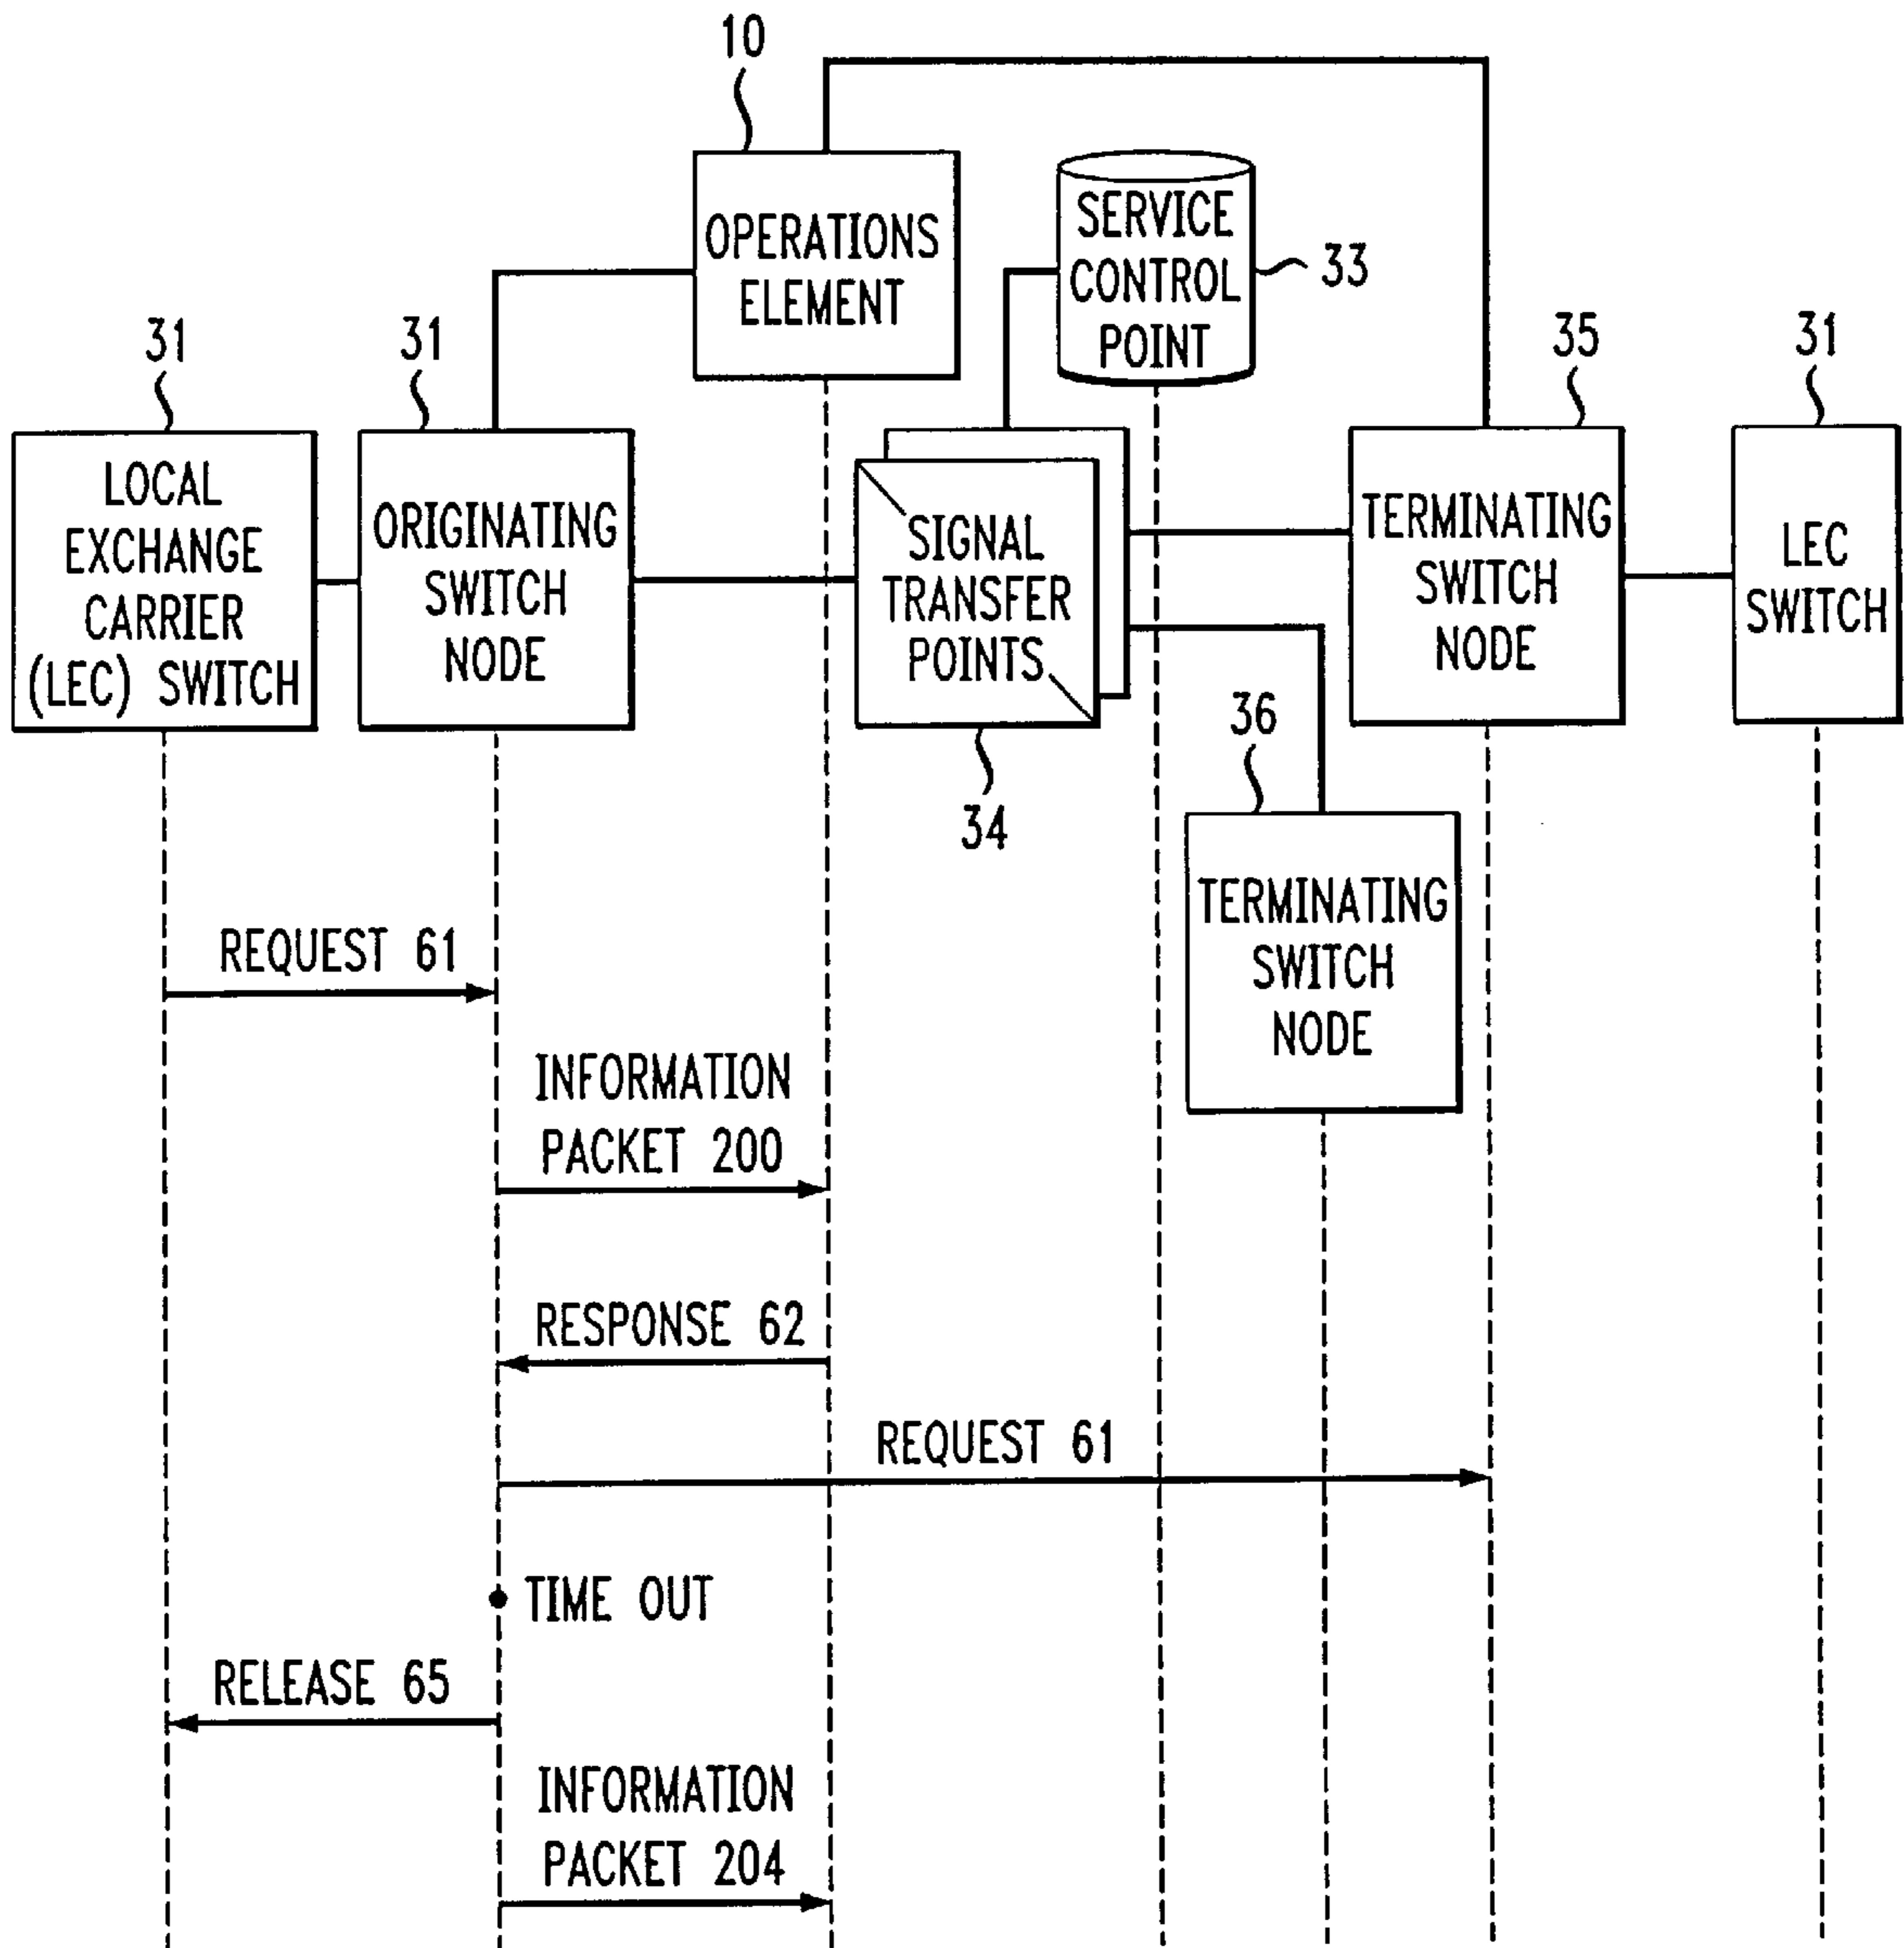 10
OPERATIONS
ELEMENT
SERVICE
CONTROL
POINT
33
31
31
35
31
LOCAL
EXCHANGE
CARRIER
(LEC) SWITCH
ORIGINATING
SWITCH
NODE
SIGNAL
TRANSFER
POINTS
34
TERMINATING
SWITCH
NODE
LEC
SWITCH
36
TERMINATING
SWITCH
NODE
REQUEST 61
INFORMATION
PACKET 200
RESPONSE 62
REQUEST 61
TIME OUT
RELEASE 65
INFORMATION
PACKET 204